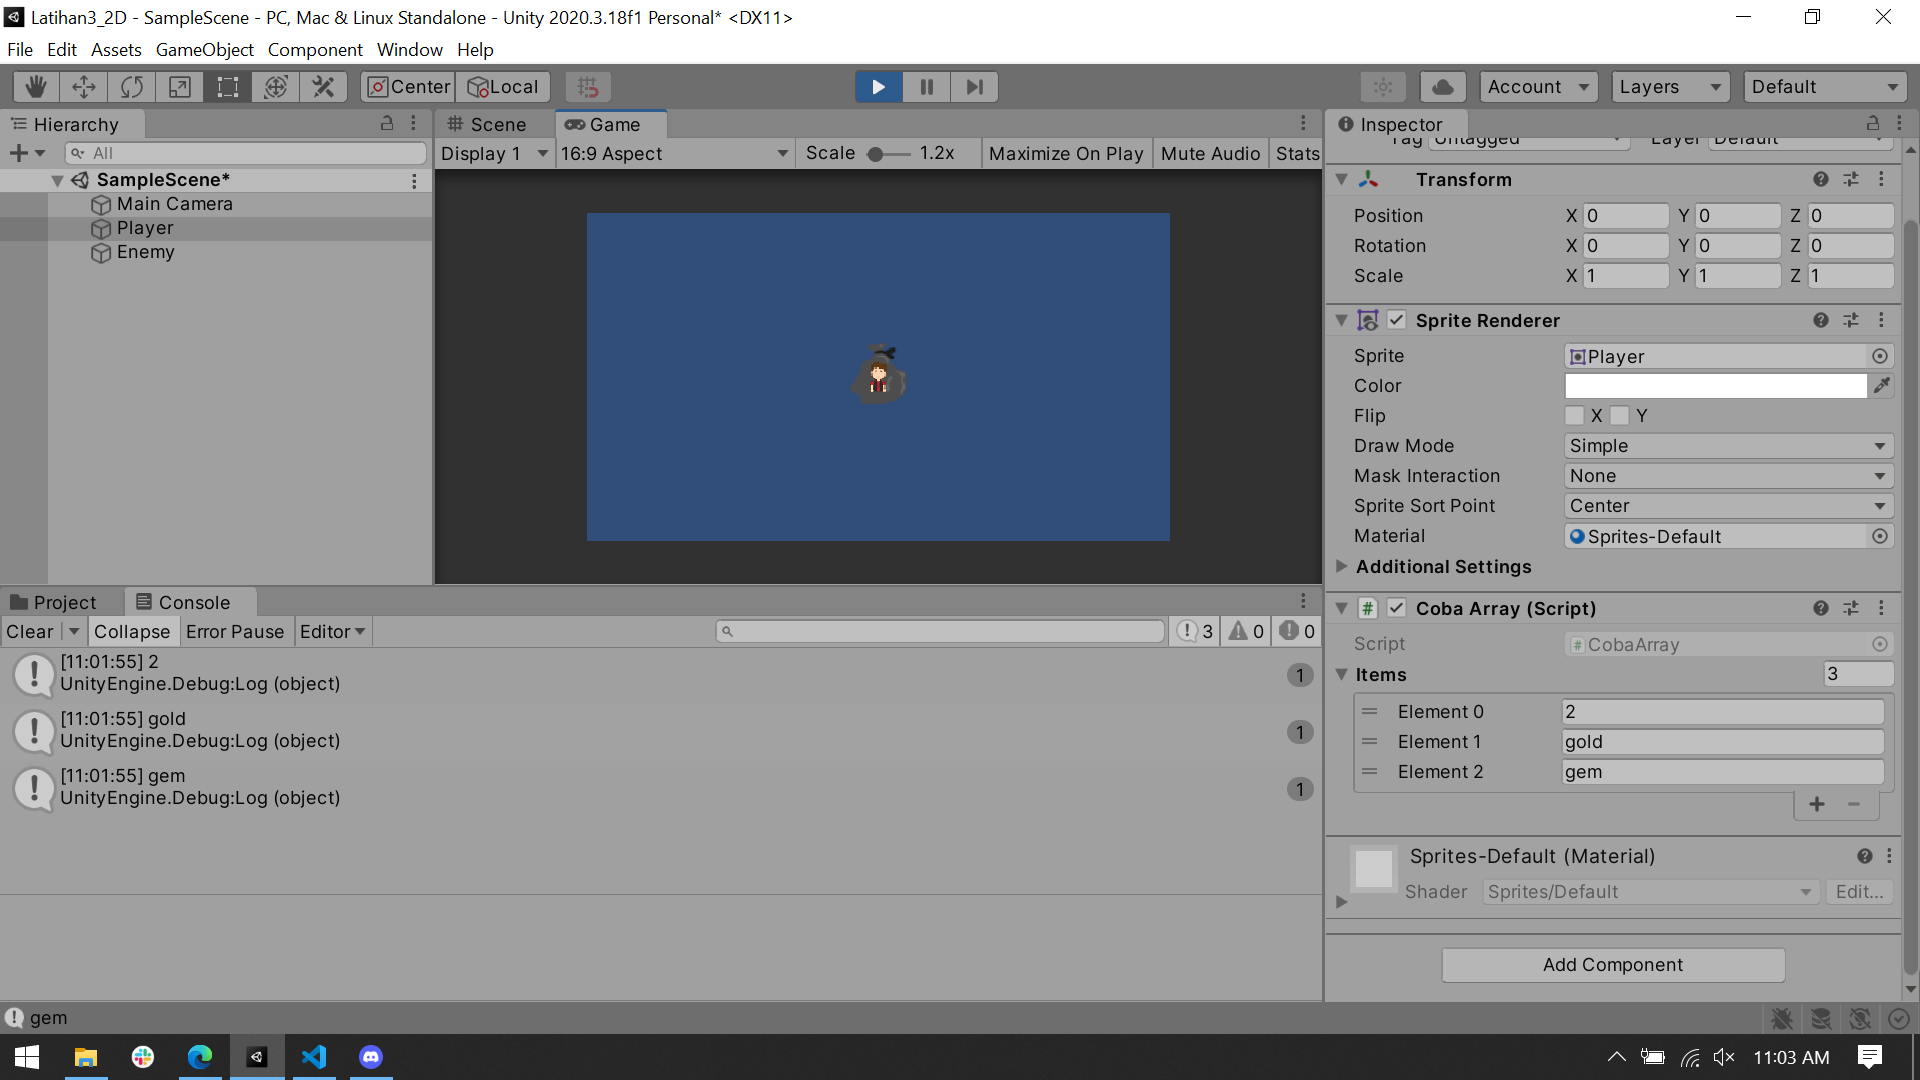 Latihan3_2D - SampleScene - PC, Mac & Linux Standalone - Unity 2020.3.18f1 Personal* <DX11>
File Edit Assets GameObject Component Window Help
Center Local Account Layers Default
Hierarchy
All
SampleScene*
Main Camera
Player
Enemy
Scene Game
Display 1 16:9 Aspect Scale 1.2x Maximize On Play Mute Audio Stats
Inspector
Tag Untagged Layer Default
Transform
Position X 0 Y 0 Z 0
Rotation X 0 Y 0 Z 0
Scale X 1 Y 1 Z 1
Sprite Renderer
Sprite Player
Color
Flip X Y
Draw Mode Simple
Mask Interaction None
Sprite Sort Point Center
Material Sprites-Default
Additional Settings
Coba Array (Script)
Script CobaArray
Items 3
Element 0 2
Element 1 gold
Element 2 gem
Sprites-Default (Material)
Shader Sprites/Default Edit...
Add Component
Project Console
Clear Collapse Error Pause Editor 3 0 0
[11:01:55] 2
UnityEngine.Debug:Log (object) 1
[11:01:55] gold
UnityEngine.Debug:Log (object) 1
[11:01:55] gem
UnityEngine.Debug:Log (object) 1
gem
11:03 AM